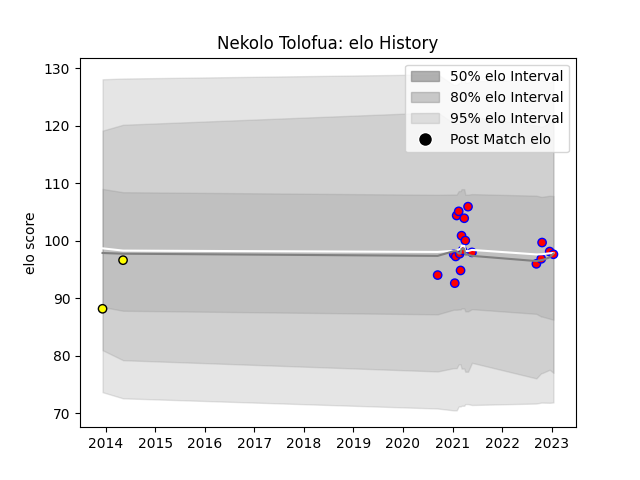 Nekolo Tolofua: elo History
130
120
110
100
90
80
70
elo score
50% elo Interval
80% elo Interval
95% elo Interval
Post Match elo
2014 2015 2016 2017 2018 2019 2020 2021 2022 2023